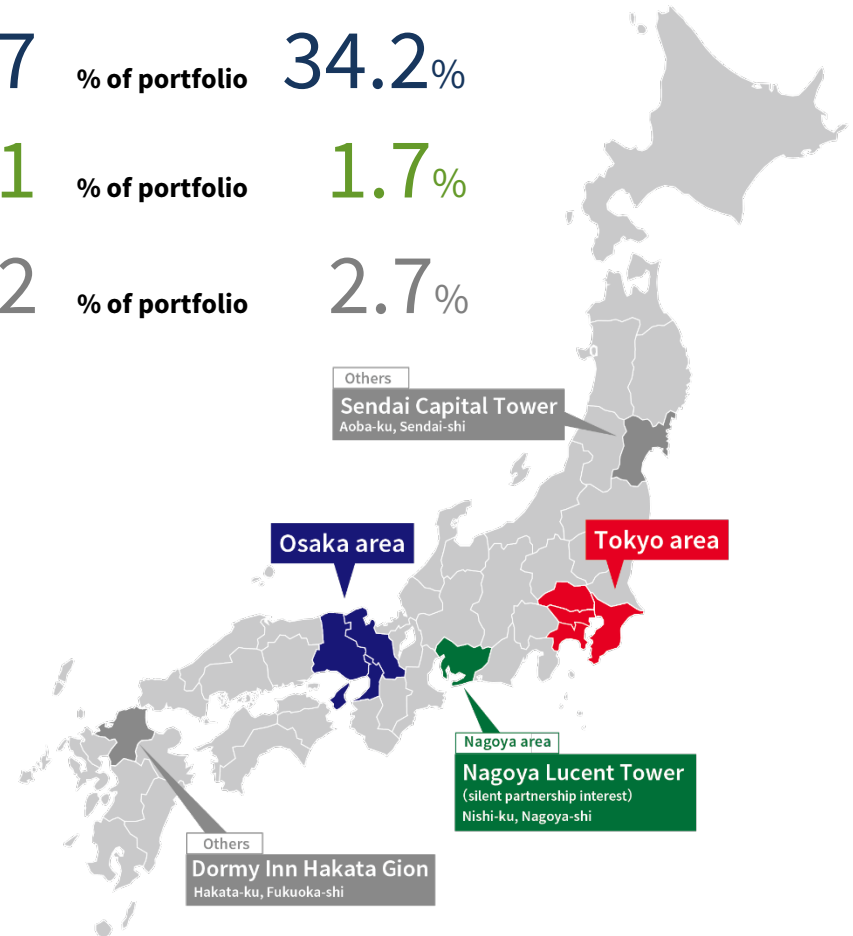 7 % of portfolio 34.2%
1 % of portfolio 1.7%
2 % of portfolio 2.7%
Others
Sendai Capital Tower
Aoba-ku, Sendai-shi
Osaka area
Tokyo area
Nagoya area
Nagoya Lucent Tower
(silent partnership interest)
Nishi-ku, Nagoya-shi
Others
Dormy Inn Hakata Gion
Hakata-ku, Fukuoka-shi